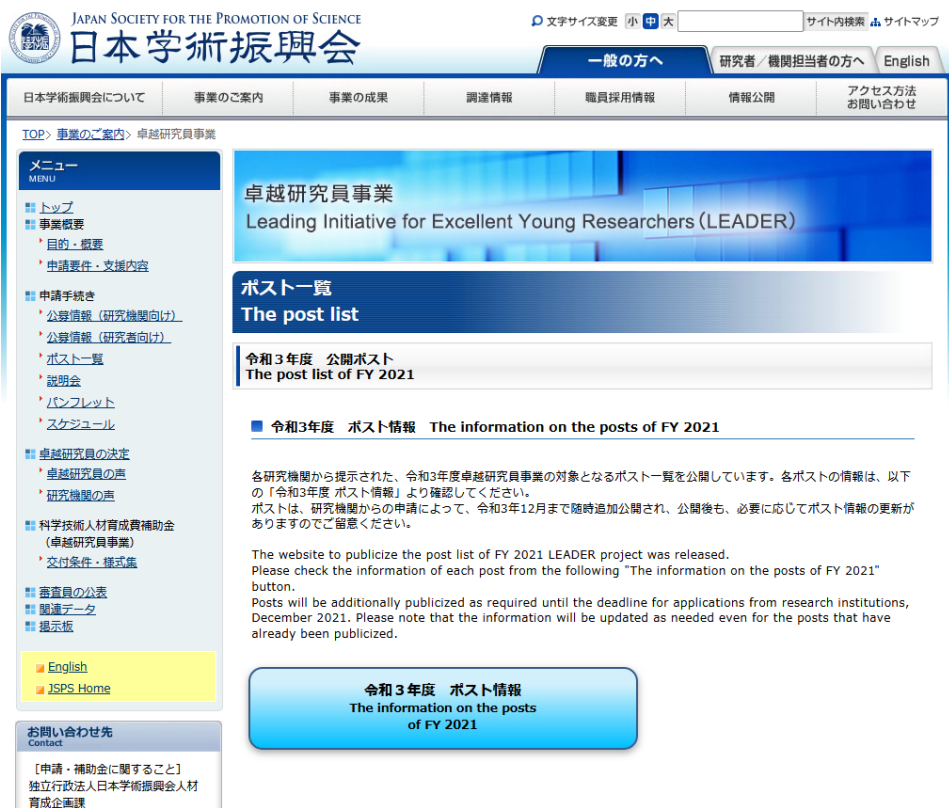 JAPAN SOCIETY FOR THE PROMOTION OF SCIENCE
日本学術振興会
文字サイズ変更 小 中 大 サイト内検索 サイトマップ
一般の方へ 研究者／機関担当者の方へ English
日本学術振興会について 事業のご案内 事業の成果 調達情報 職員採用情報 情報公開 アクセス方法
お問い合わせ
TOP> 事業のご案内> 卓越研究員事業
メニュー
MENU
トップ
事業概要
目的・概要
申請要件・支援内容
申請手続き
公募情報（研究機関向け）
公募情報（研究者向け）
ポスト一覧
説明会
パンフレット
スケジュール
卓越研究員の決定
卓越研究員の声
研究機関の声
科学技術人材育成費補助金
（卓越研究員事業）
交付条件・様式集
審査員の公表
関連データ
掲示板
English
JSPS Home
お問い合わせ先
Contact
［申請・補助金に関すること］
独立行政法人日本学術振興会人材
育成企画課
卓越研究員事業
Leading Initiative for Excellent Young Researchers（LEADER）
ポスト一覧
The post list
令和３年度　公開ポスト
The post list of FY 2021
令和3年度　ポスト情報　The information on the posts of FY 2021
各研究機関から提示された、令和3年度卓越研究員事業の対象となるポスト一覧を公開しています。各ポストの情報は、以下
の「令和3年度 ポスト情報」より確認してください。
ポストは、研究機関からの申請によって、令和3年12月まで随時追加公開され、公開後も、必要に応じてポスト情報の更新が
ありますのでご留意ください。
The website to publicize the post list of FY 2021 LEADER project was released.
Please check the information of each post from the following "The information on the posts of FY 2021"
button.
Posts will be additionally publicized as required until the deadline for applications from research institutions,
December 2021. Please note that the information will be updated as needed even for the posts that have
already been publicized.
令和３年度　ポスト情報
The information on the posts
of FY 2021